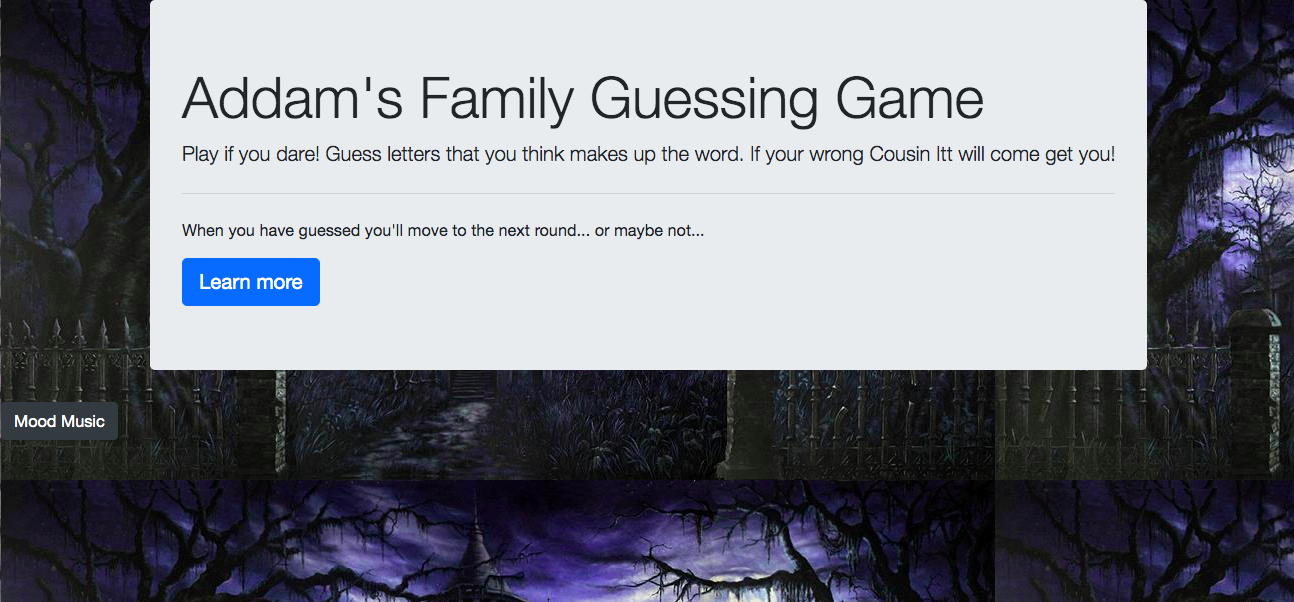 Addam's Family Guessing Game
Play if you dare! Guess letters that you think makes up the word. If your wrong Cousin Itt will come get you!
When you have guessed you'll move to the next round... or maybe not...
Learn more
Mood Music